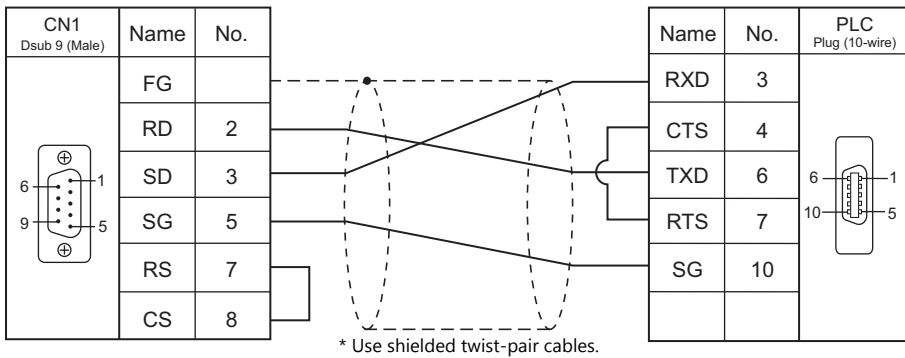 CN1
Dsub 9 (Male)
Name No.
FG
RD 2
SD 3
SG 5
RS 7
CS 8
6 1
9 5
Name No.
PLC
Plug (10-wire)
RXD 3
CTS 4
TXD 6
RTS 7
SG 10
6 1
10 5
* Use shielded twist-pair cables.